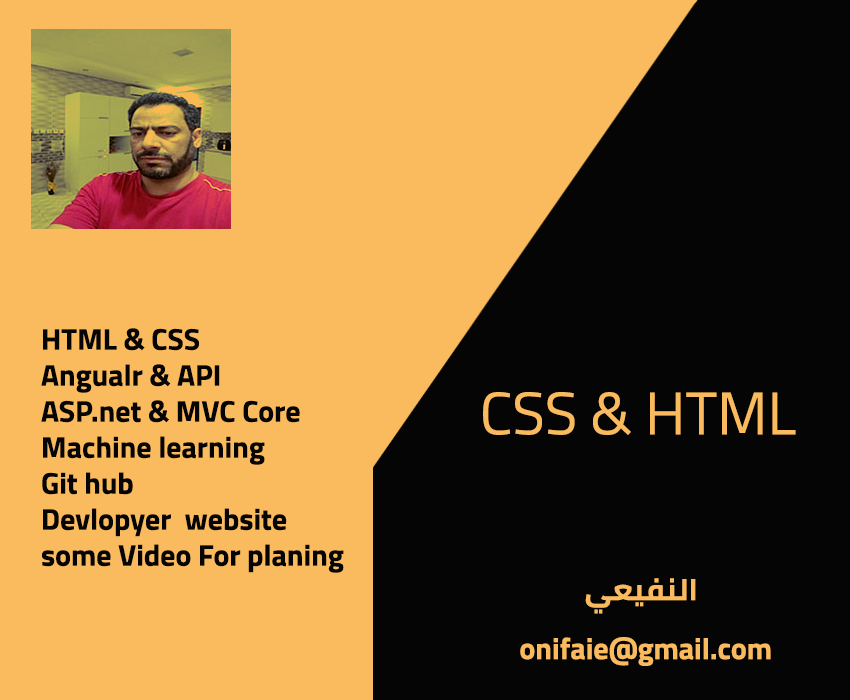 HTML & CSS
Angualr & API
ASP.net & MVC Core
Machine learning
Git hub
Devlopyer  website
some Video For planing
CSS & HTML
النفيعي
onifaie@gmail.com